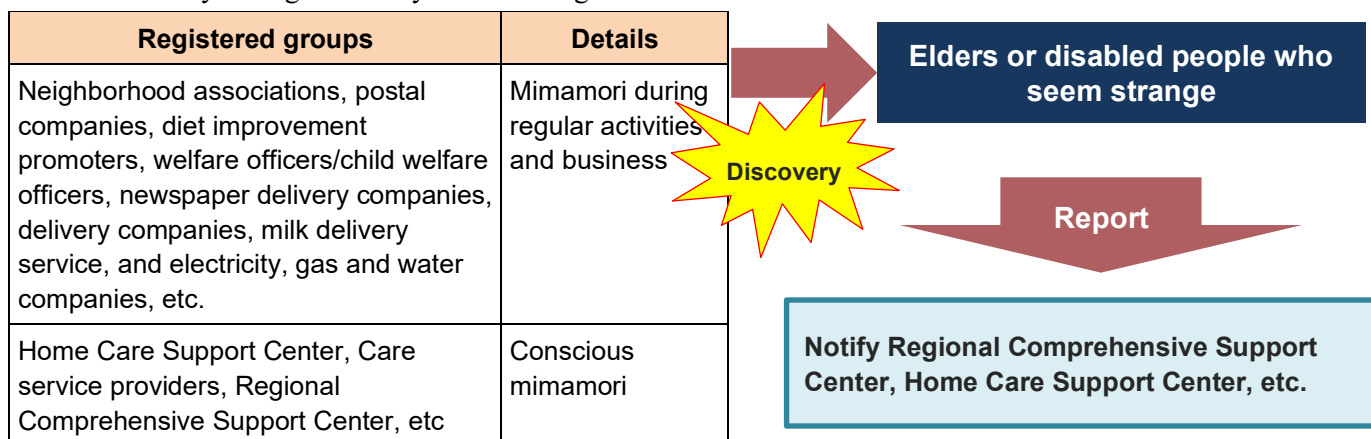 Registered groups
Details
Neighborhood associations, postal
companies, diet improvement
promoters, welfare officers/child welfare
officers, newspaper delivery companies,
delivery companies, milk delivery
service, and electricity, gas and water
companies, etc.
Mimamori during
regular activities
and business
Home Care Support Center, Care
service providers, Regional
Comprehensive Support Center, etc
Conscious
mimamori
Discovery
Elders or disabled people who
seem strange
Report
Notify Regional Comprehensive Support
Center, Home Care Support Center, etc.